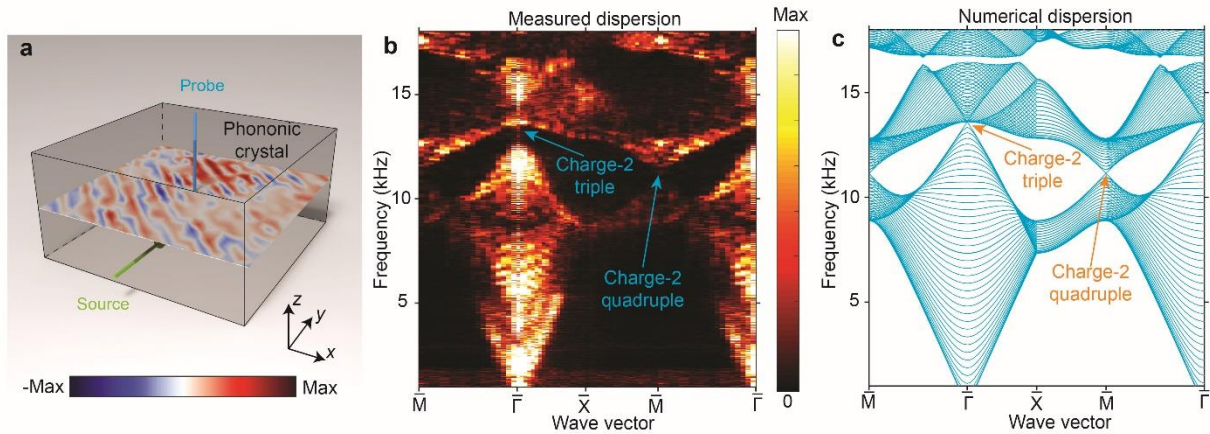 a
Probe
Phononic
crystal
Source
z
y
x
-Max
Max
b
Measured dispersion
Frequency (kHz)
15
10
5
Charge-2
triple
Charge-2
quadruple
M̅ Γ̅ X̅ M̅ Γ̅
Wave vector
Max
0
c
Numerical dispersion
Frequency (kHz)
15
10
5
Charge-2
triple
Charge-2
quadruple
M̅ Γ̅ X̅ M̅ Γ̅
Wave vector